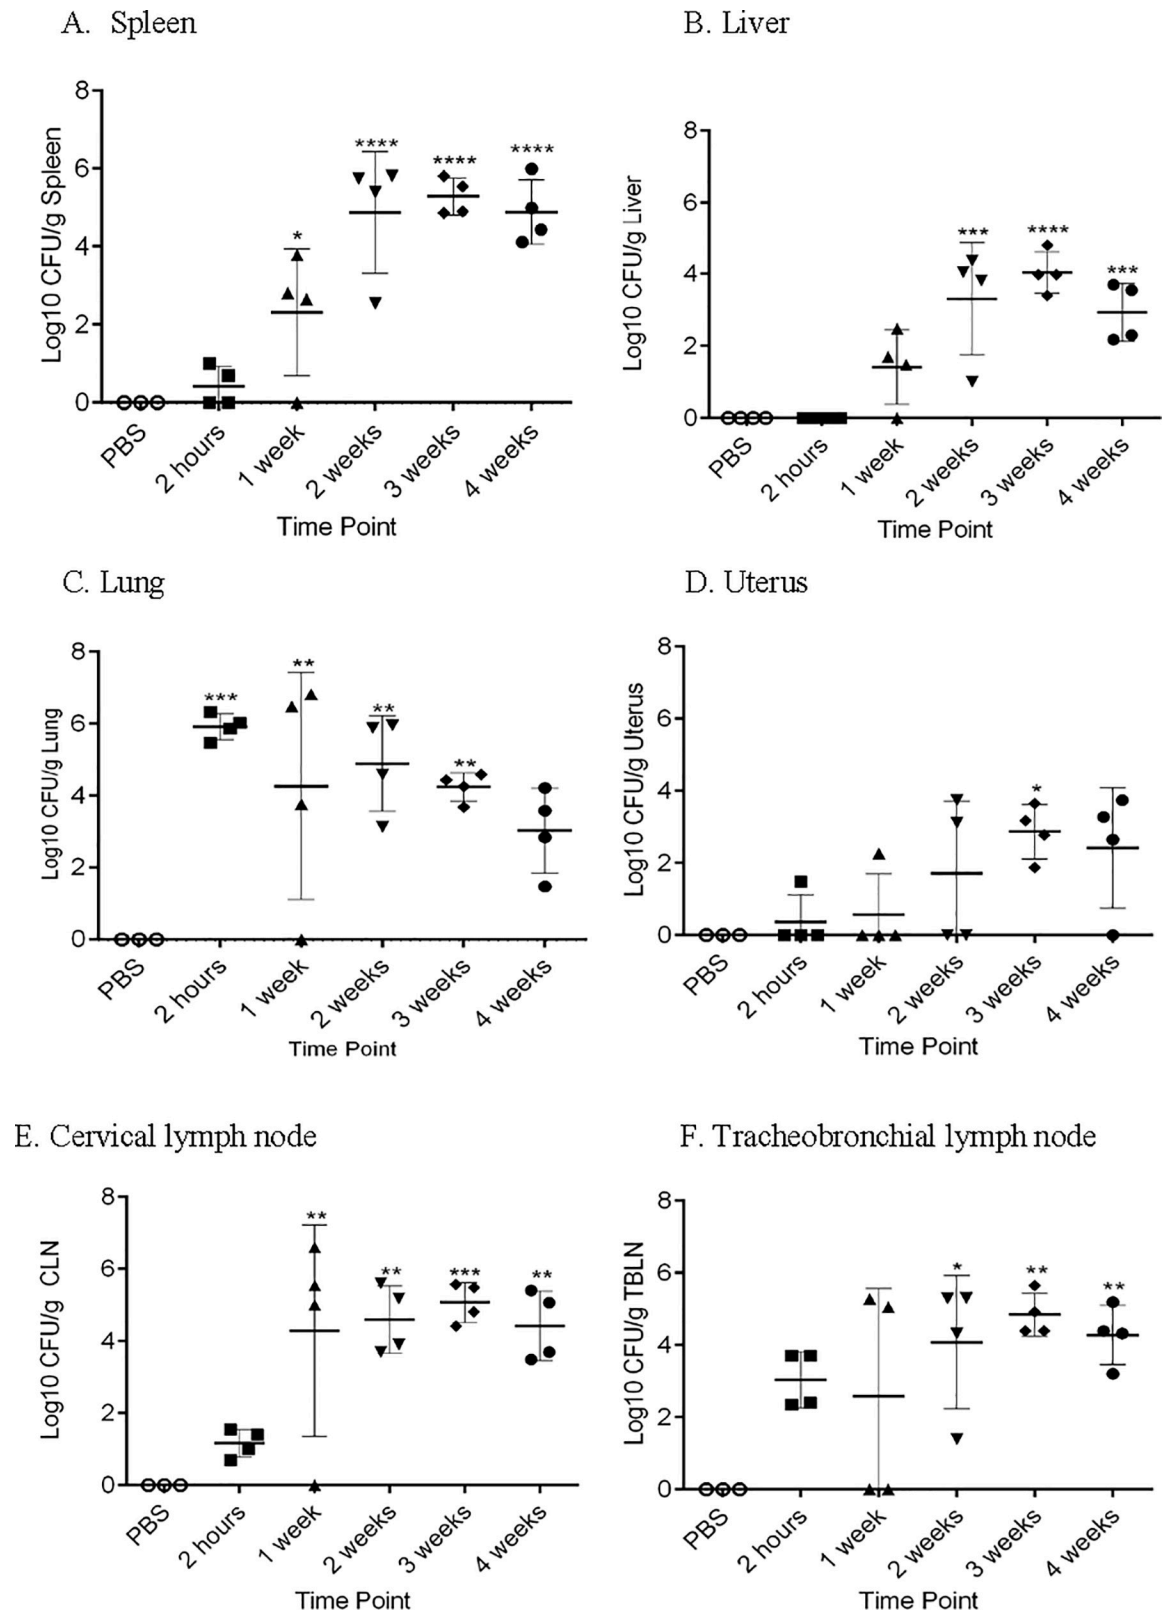 A. Spleen
B. Liver
8
6
4
2
0
Log10 CFU/g Spleen
*
****
****
****
PBS
2 hours
1 week
2 weeks
3 weeks
4 weeks
Time Point
8
6
4
2
0
Log10 CFU/g Liver
***
****
***
PBS
2 hours
1 week
2 weeks
3 weeks
4 weeks
Time Point
C. Lung
D. Uterus
8
6
4
2
0
Log10 CFU/g Lung
***
**
**
**
PBS
2 hours
1 week
2 weeks
3 weeks
4 weeks
Time Point
8
6
4
2
0
Log10 CFU/g Uterus
*
PBS
2 hours
1 week
2 weeks
3 weeks
4 weeks
Time Point
E. Cervical lymph node
F. Tracheobronchial lymph node
8
6
4
2
0
Log10 CFU/g CLN
**
**
***
**
PBS
2 hours
1 week
2 weeks
3 weeks
4 weeks
Time Point
8
6
4
2
0
Log10 CFU/g TBLN
*
**
**
PBS
2 hours
1 week
2 weeks
3 weeks
4 weeks
Time Point